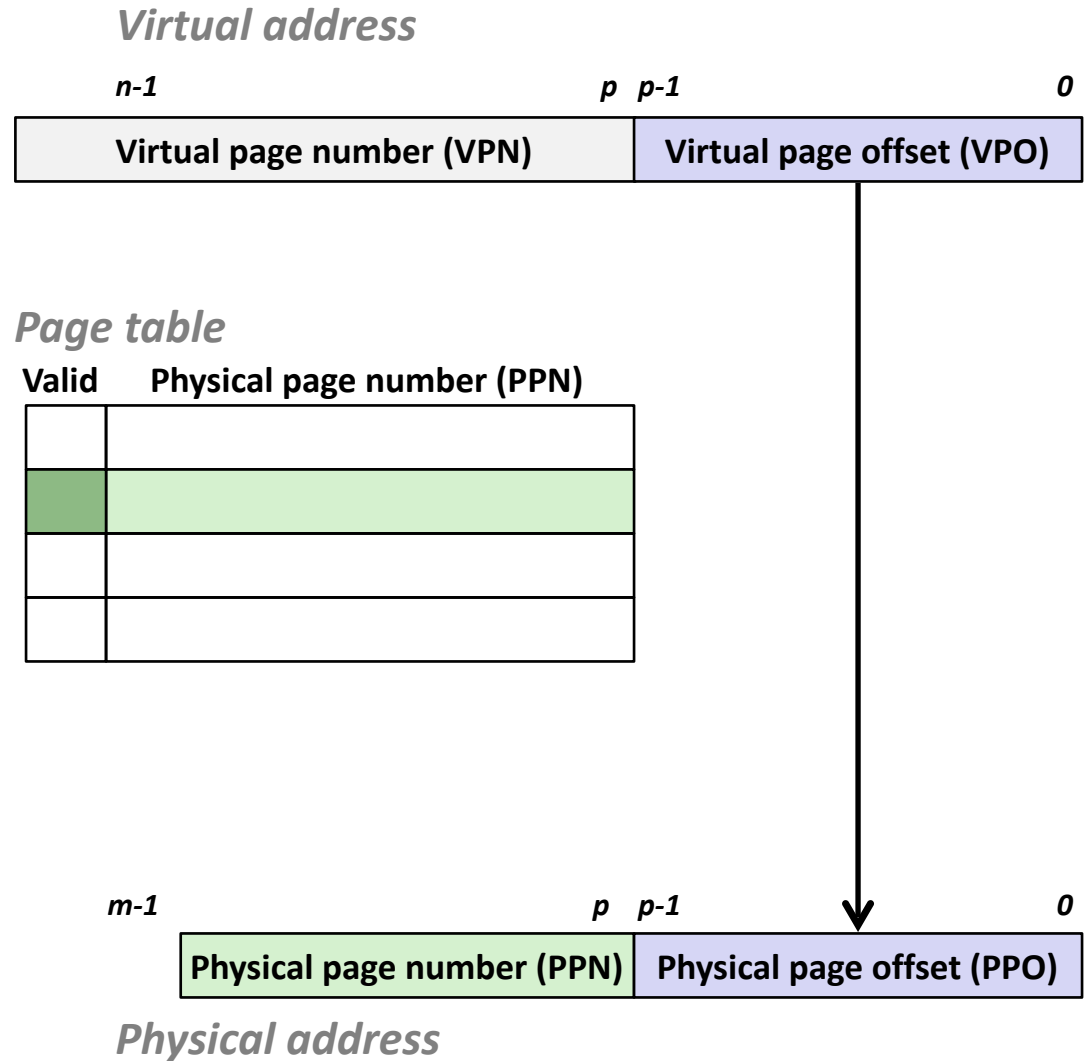 Virtual address
n-1 p p-1 0
Virtual page number (VPN) Virtual page offset (VPO)
Page table
Valid Physical page number (PPN)
m-1 p p-1 0
Physical page number (PPN) Physical page offset (PPO)
Physical address